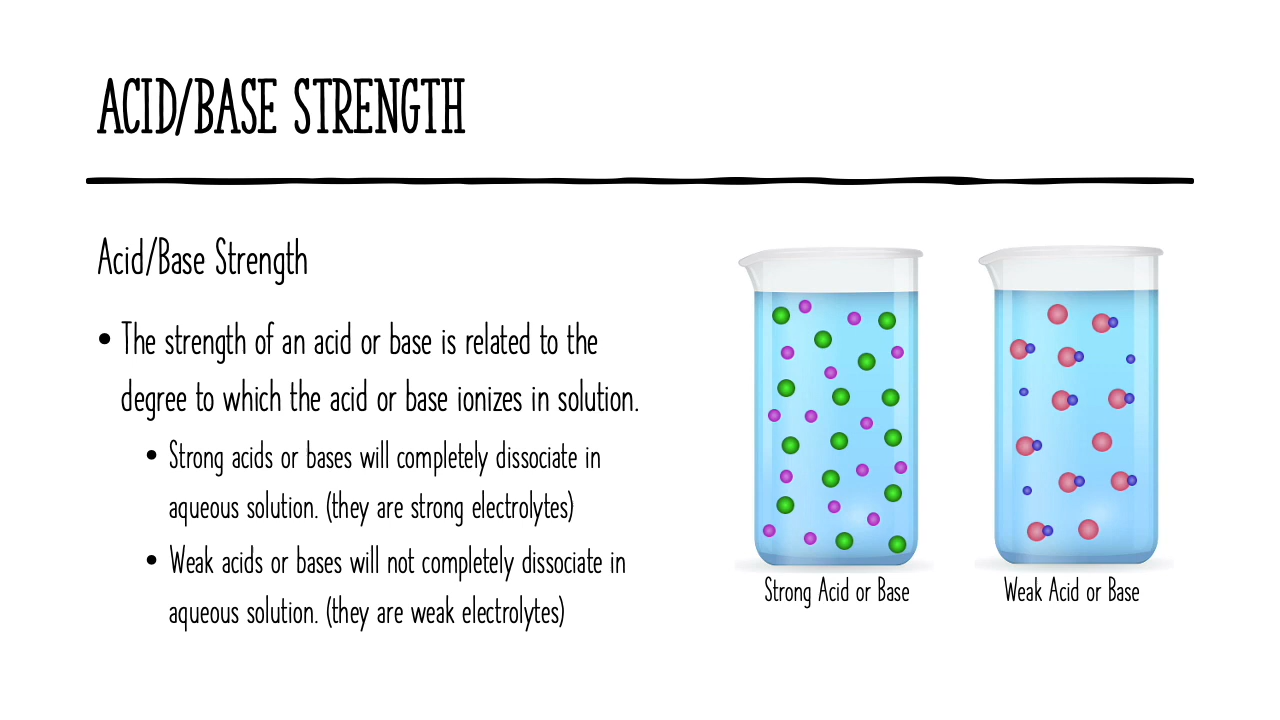 ACID/BASE STRENGTH
Acid/Base Strength
• The strength of an acid or base is related to the
degree to which the acid or base ionizes in solution.
• Strong acids or bases will completely dissociate in
aqueous solution. (they are strong electrolytes)
• Weak acids or bases will not completely dissociate in
aqueous solution. (they are weak electrolytes)
Strong Acid or Base
Weak Acid or Base